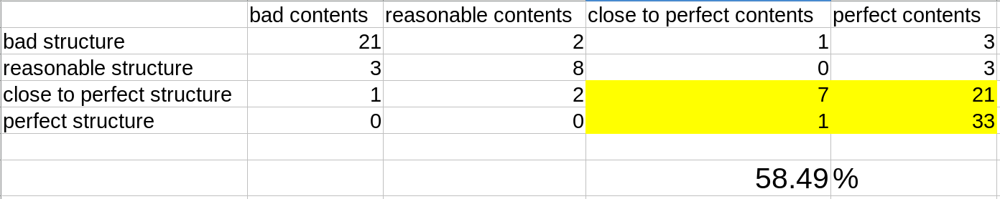 bad contents reasonable contents close to perfect contents perfect contents
bad structure 21 2 1 3
reasonable structure 3 8 0 3
close to perfect structure 1 2 7 21
perfect structure 0 0 1 33
58.49 %